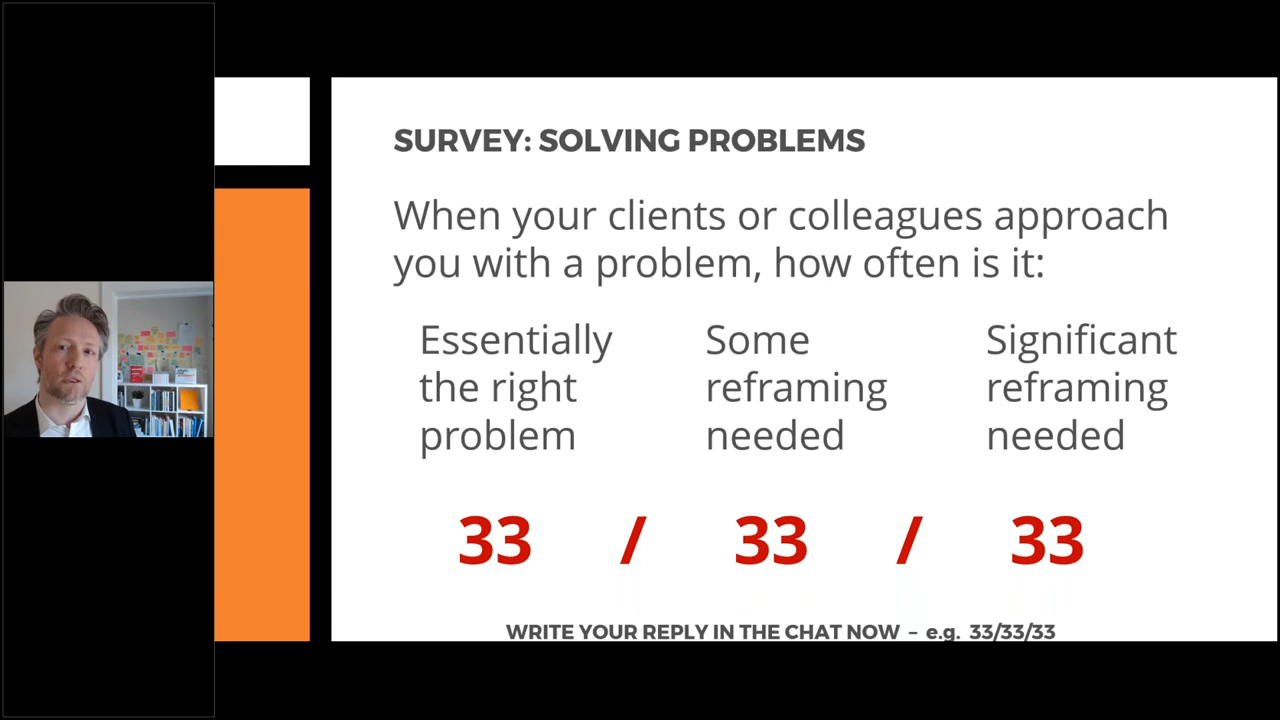 SURVEY: SOLVING PROBLEMS
When your clients or colleagues approach
you with a problem, how often is it:
Essentially
the right
problem
Some
reframing
needed
Significant
reframing
needed
33 / 33 / 33
WRITE YOUR REPLY IN THE CHAT NOW – e.g. 33/33/33